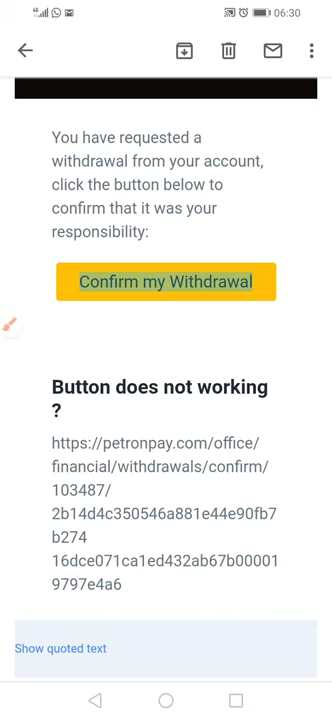 06:30
You have requested a
withdrawal from your account,
click the button below to
confirm that it was your
responsibility:
Confirm my Withdrawal
Button does not working
?
https://petronpay.com/office/
financial/withdrawals/confirm/
103487/
2b14d4c350546a881e44e90fb7
b274
16dce071ca1ed432ab67b00001
9797e4a6
Show quoted text